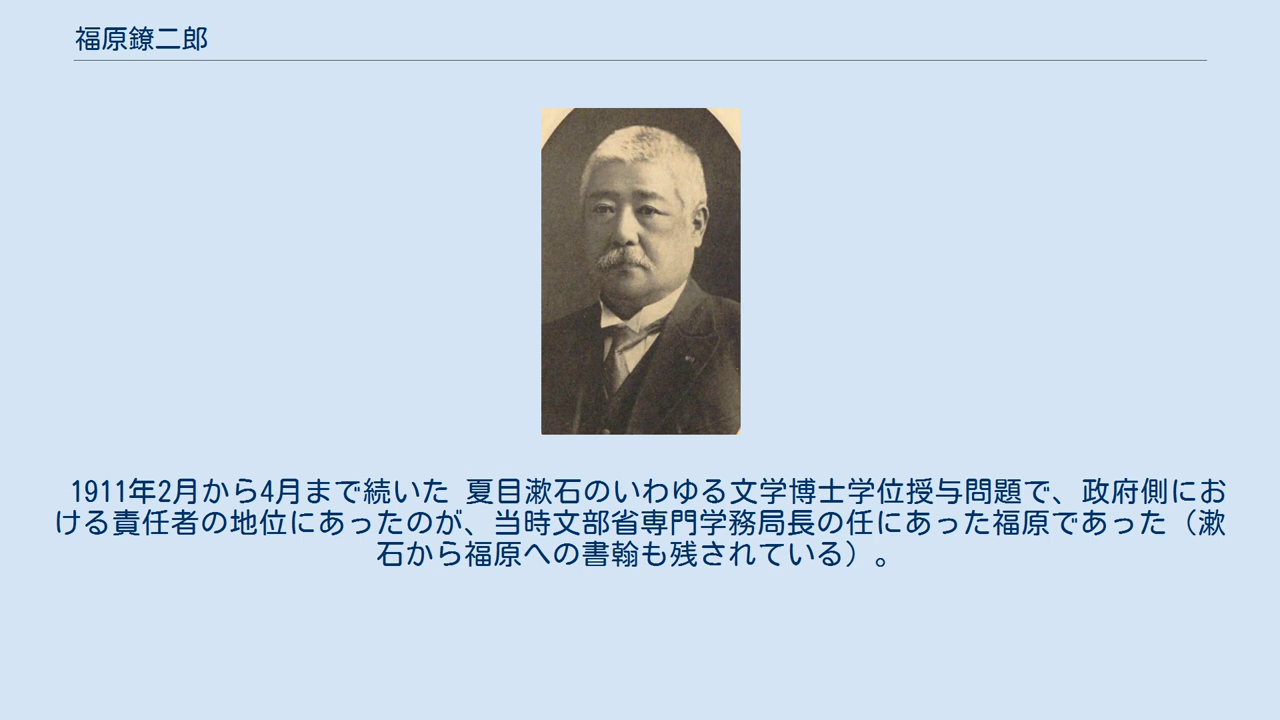 福原鐐二郎
1911年2月から4月まで続いた 夏目漱石のいわゆる文学博士学位授与問題で、政府側にお
ける責任者の地位にあったのが、当時文部省専門学務局長の任にあった福原であった（漱
石から福原への書翰も残されている）。